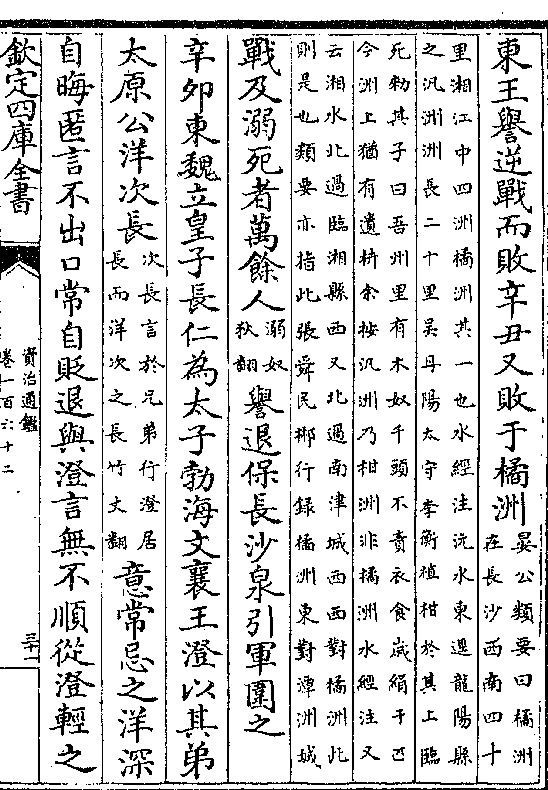 東王譽逆戰而敗辛丑又敗于橘洲
晏公類要曰橘洲
在長沙西南四十
里湘江中四洲橘洲其一也水經注沅水東逕龍陽縣
之汎洲洲長二十里吳丹陽太守李衡植柑於其上臨
死勑其子曰吾州里有木奴千頭不責衣食歲絹千匹
今洲上猶有遺枿余按汎洲乃柑洲非橘洲水經注又
云湘水北過臨湘縣西又北過南津城西西對橘洲此
則是也類要亦指此張舜民郴行録橘洲東對潭洲城
戰及溺死者萬餘人
溺奴
狄翻
譽退保長沙泉引軍圍之
辛卯東魏立皇子長仁為太子勃海文襄王澄以其弟
太原公洋次長
次長言於兄弟行澄居
長而洋次之長竹丈翻
意常忌之洋深
自晦匿言不出口常自貶退與澄言無不順從澄輕之
欽定四庫全書
資治通鑑
卷一百六十二
三十一